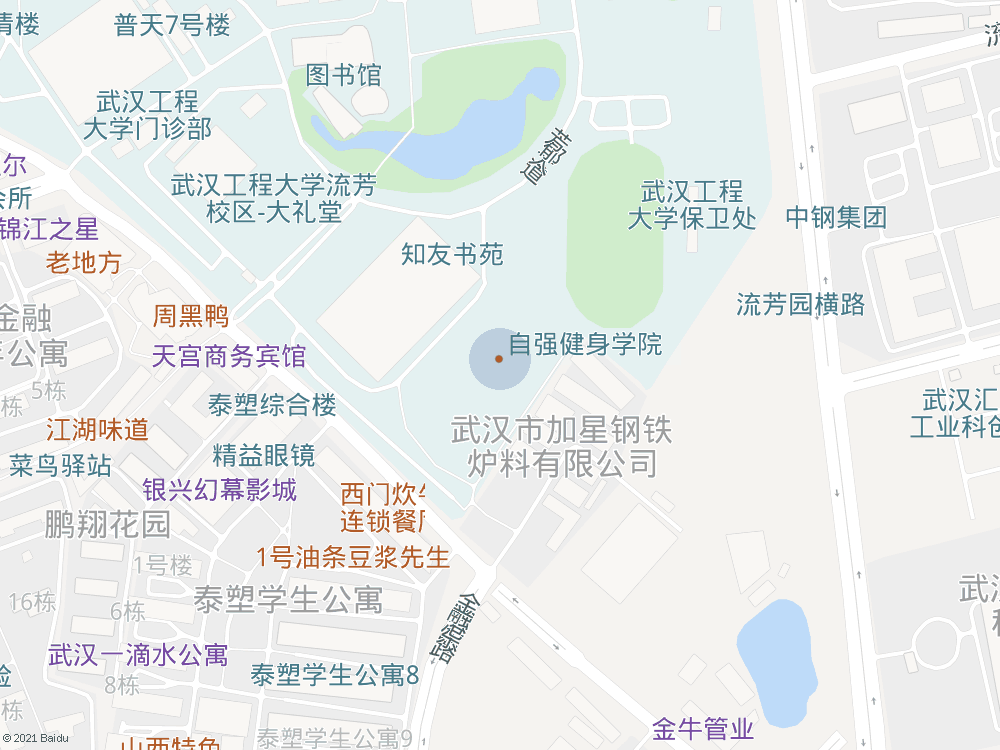 普天7号楼
图书馆
武汉工程
大学门诊部
芳邮道
武汉工程大学流芳
校区-大礼堂
武汉工程
大学保卫处
中钢集团
会所
锦江之星
老地方
知友书苑
流芳园横路
周黑鸭
金融
公寓
天宫商务宾馆
自强健身学院
5栋
泰塑综合楼
武汉汇
工业科创
江湖味道
武汉市加星钢铁
炉料有限公司
精益眼镜
菜鸟驿站
银兴幻幕影城
西门炊
连锁餐厅
鹏翔花园
1号油条豆浆先生
1号楼
16栋
6栋
泰塑学生公寓
金融港路
武汉一滴水公寓
泰塑学生公寓8
8栋
金牛管业
泰塑学生公寓9
山西特色
© 2021 Baidu